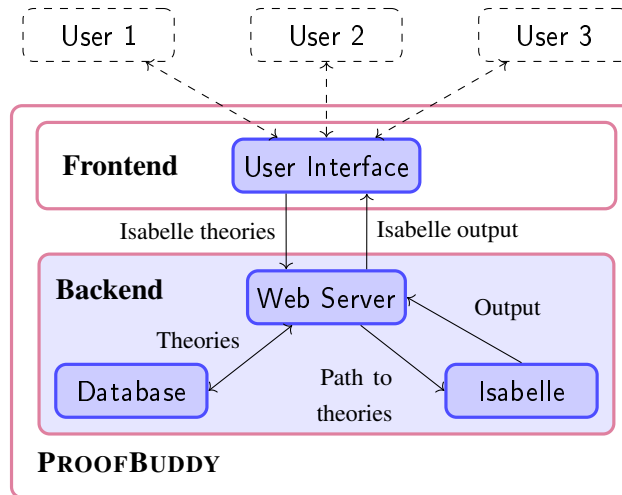 User 1
User 2
User 3
Frontend
User Interface
Isabelle theories
Isabelle output
Backend
Web Server
Output
Theories
Database
Path to
theories
Isabelle
PROOFBUDDY